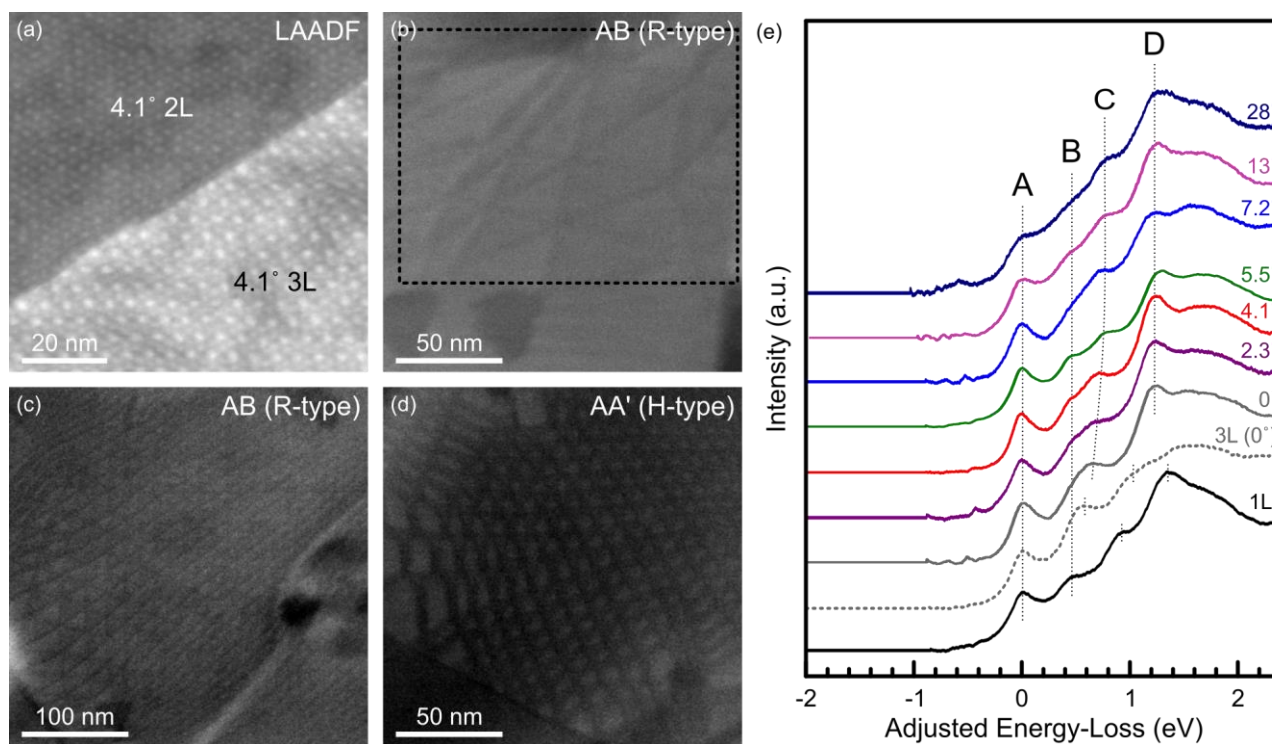 (a) LAADF
4.1° 2L
4.1° 3L
20 nm
(b) AB (R-type)
50 nm
(c) AB (R-type)
100 nm
(d) AA' (H-type)
50 nm
(e)
A
B
C
D
28
13
7.2
5.5
4.1
2.3
0
3L (0°)
1L
Intensity (a.u.)
-2 -1 0 1 2
Adjusted Energy-Loss (eV)